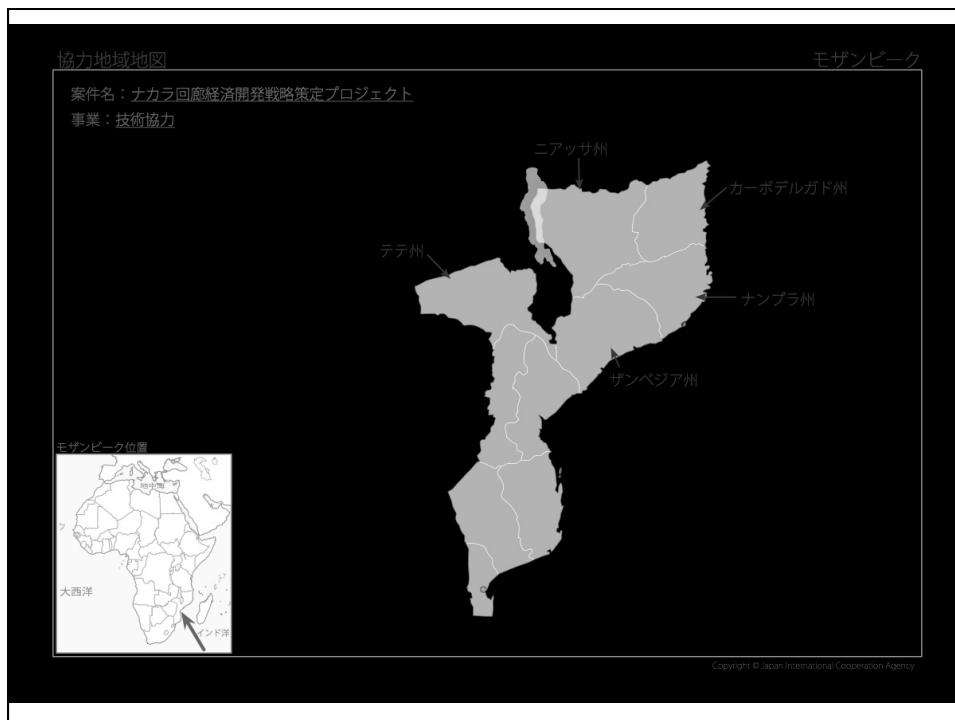 協力地域地図
モザンビーク
案件名：ナカラ回廊経済開発戦略策定プロジェクト
事業：技術協力
ニアッサ州
カーボデルガド州
テテ州
ナンプラ州
ザンベジア州
モザンビーク位置
地中海
ッ
大西洋
インド洋
Copyright © Japan International Cooperation Agency